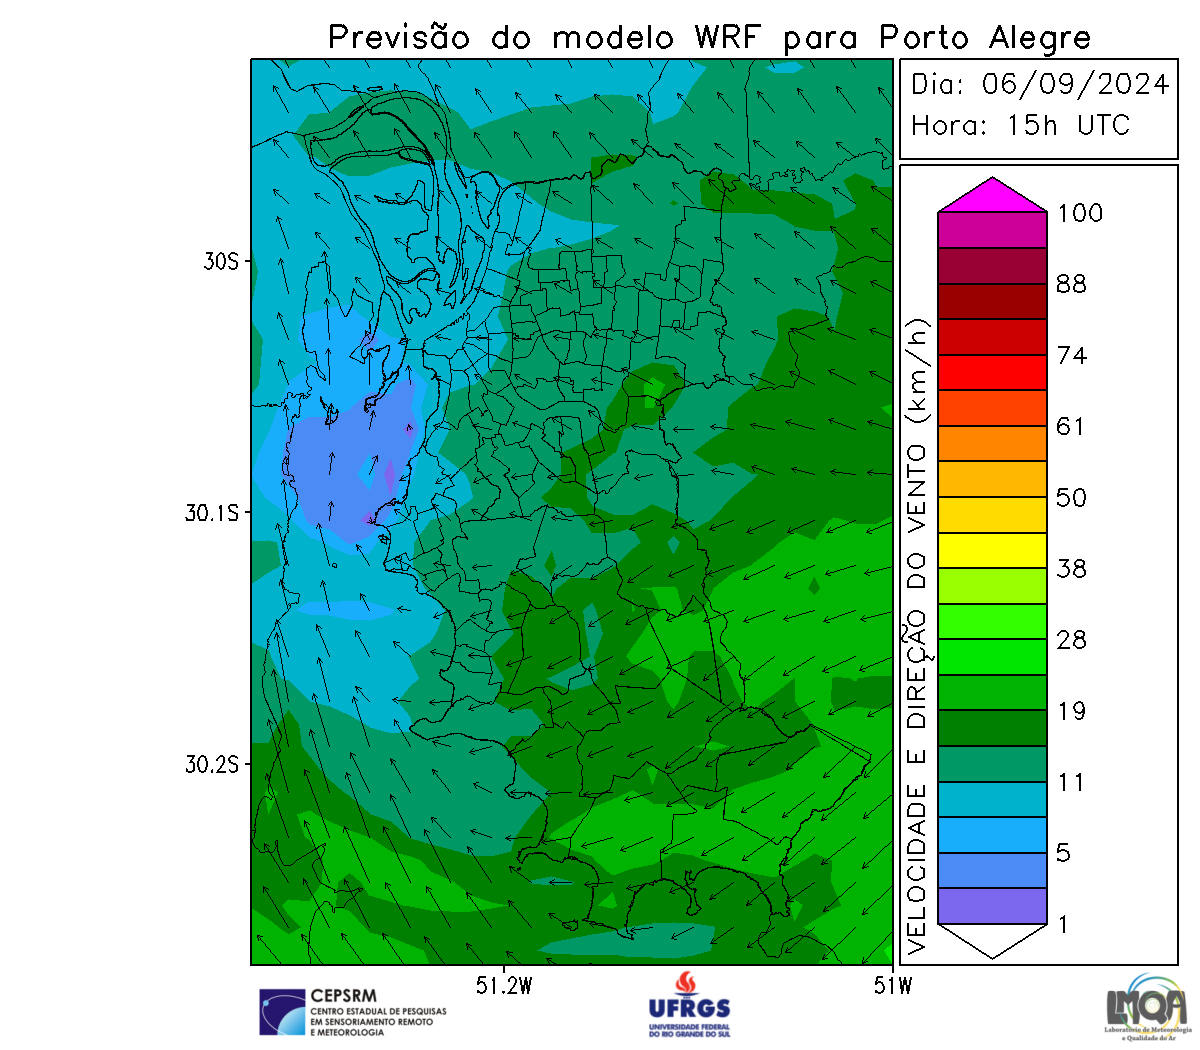 Previsão do modelo WRF para Porto Alegre
Dia: 06/09/2024
Hora: 15h UTC
VELOCIDADE E DIREÇÃO DO VENTO (km/h)
100
88
74
61
50
38
28
19
11
5
1
30S
30.1S
30.2S
51.2W
51W
CEPSRM
CENTRO ESTADUAL DE PESQUISAS
EM SENSORIAMENTO REMOTO
E METEOROLOGIA
UFRGS
UNIVERSIDADE FEDERAL
DO RIO GRANDE DO SUL
LMQA
Laboratório de Meteorologia
e Qualidade do Ar